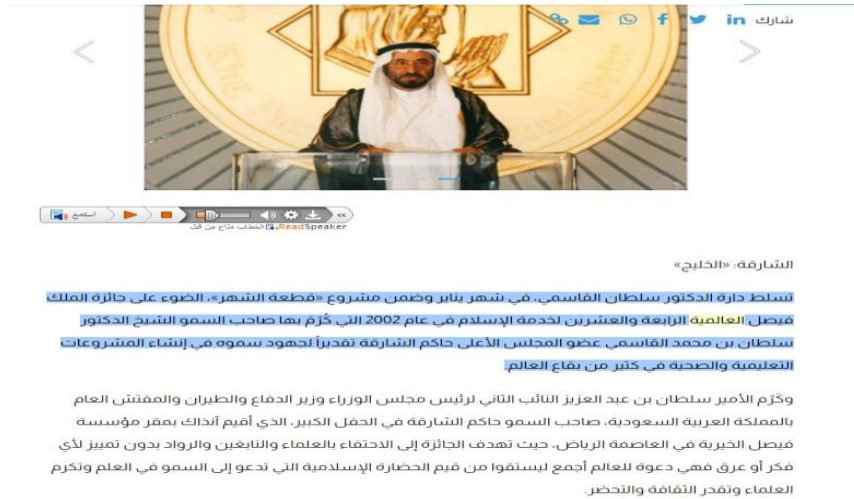 شارك
استمع
ReadSpeaker الخطاب متاح من قبل
الشارقة: «الخليج»
تسلط دارة الدكتور سلطان القاسمي، في شهر يناير وضمن مشروع «قطعة الشهر»، الضوء على جائزة الملك
فيصل العالمية الرابعة والعشرين لخدمة الإسلام في عام 2002 التي كُرّمَ بها صاحب السمو الشيخ الدكتور
سلطان بن محمد القاسمي عضو المجلس الأعلى حاكم الشارقة تقديراً لجهود سموه في إنشاء المشروعات
التعليمية والصحية في كثير من بقاع العالم.
وكَرّم الأمير سلطان بن عبد العزيز النائب الثاني لرئيس مجلس الوزراء وزير الدفاع والطيران والمفتش العام
بالمملكة العربية السعودية، صاحب السمو حاكم الشارقة في الحفل الكبير، الذي أقيم آنذاك بمقر مؤسسة
فيصل الخيرية في العاصمة الرياض، حيث تهدف الجائزة إلى الاحتفاء بالعلماء والنابغين والرواد بدون تمييز لأي
فكر أو عرق فهي دعوة للعالم أجمع ليستقوا من قيم الحضارة الإسلامية التي تدعو إلى السمو في العلم وتكرم
العلماء وتقدر الثقافة والتحضر.